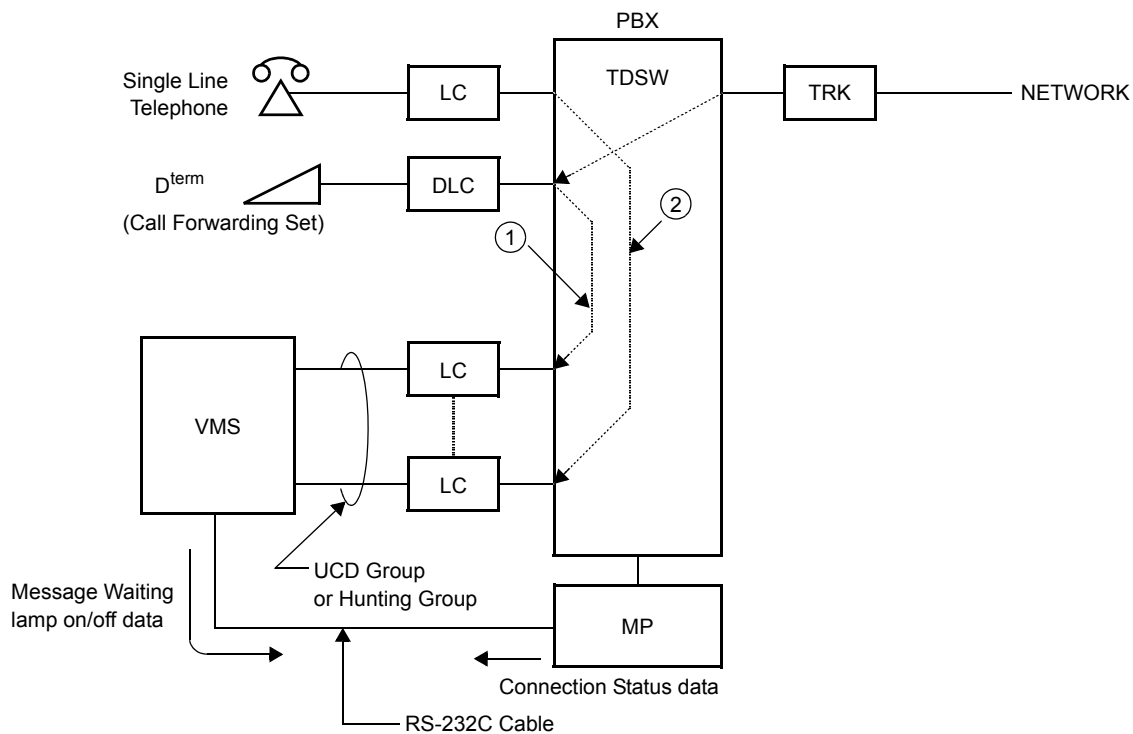 PBX
TDSW
Single Line
Telephone
LC
TRK
NETWORK
Dterm
(Call Forwarding Set)
DLC
1
2
VMS
LC
LC
UCD Group
or Hunting Group
Message Waiting
lamp on/off data
MP
Connection Status data
RS-232C Cable